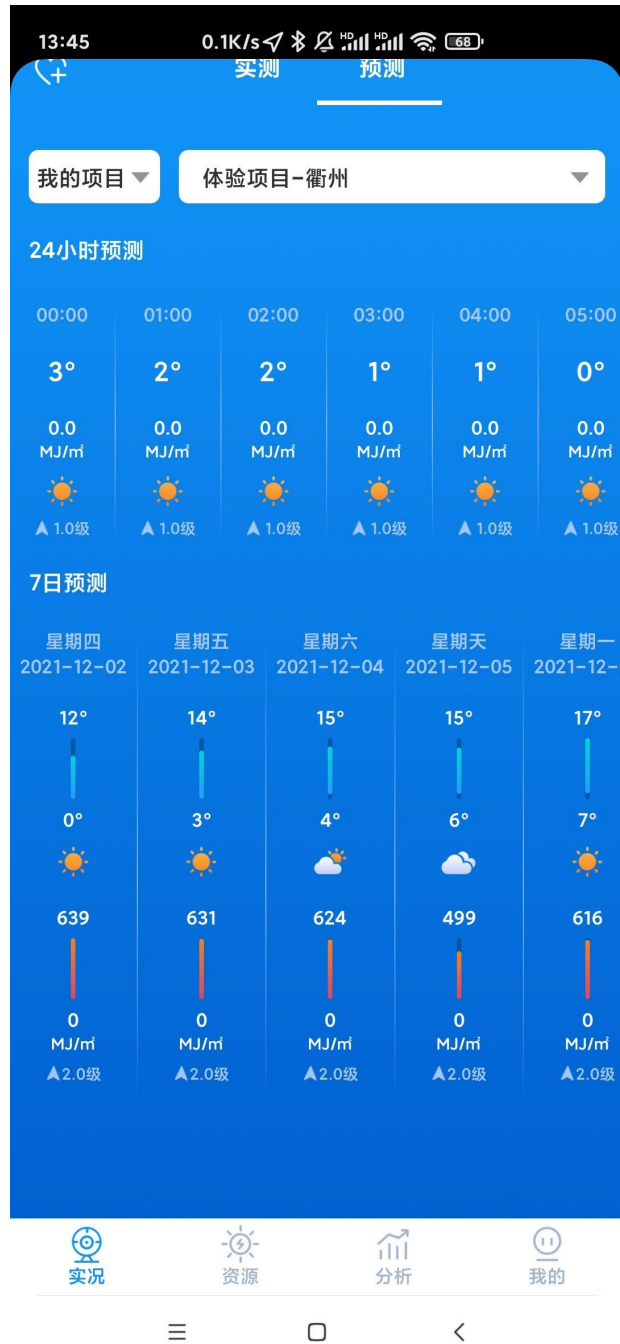 13:45 0.1K/s HD HD 68
实测 预测
我的项目 体验项目-衢州
24小时预测
00:00 01:00 02:00 03:00 04:00 05:00
3° 2° 2° 1° 1° 0°
0.0 0.0 0.0 0.0 0.0 0.0
MJ/㎡ MJ/㎡ MJ/㎡ MJ/㎡ MJ/㎡ MJ/㎡
1.0级 1.0级 1.0级 1.0级 1.0级 1.0级
7日预测
星期四 星期五 星期六 星期天 星期一
2021-12-02 2021-12-03 2021-12-04 2021-12-05 2021-12-
12° 14° 15° 15° 17°
0° 3° 4° 6° 7°
639 631 624 499 616
0 0 0 0 0
MJ/㎡ MJ/㎡ MJ/㎡ MJ/㎡ MJ/㎡
2.0级 2.0级 2.0级 2.0级 2.0级
实况 资源 分析 我的